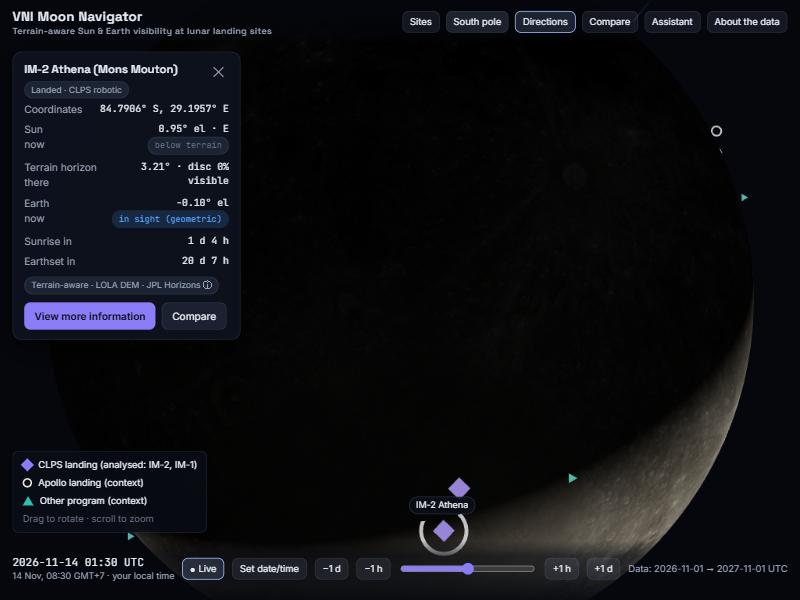 VNI Moon Navigator
Terrain-aware Sun & Earth visibility at lunar landing sites
Sites
South pole
Directions
Compare
Assistant
About the data
IM-2 Athena (Mons Mouton)
Landed · CLPS robotic
Coordinates 84.7906° S, 29.1957° E
Sun now 0.95° el · E
below terrain
Terrain horizon there 3.21° · disc 0% visible
Earth now -0.10° el
in sight (geometric)
Sunrise in 1 d 4 h
Earthset in 20 d 7 h
Terrain-aware · LOLA DEM · JPL Horizons ⓘ
View more information
Compare
CLPS landing (analysed: IM-2, IM-1)
Apollo landing (context)
Other program (context)
Drag to rotate · scroll to zoom
IM-2 Athena
2026-11-14 01:30 UTC
14 Nov, 08:30 GMT+7 · your local time
● Live
Set date/time
−1 d
−1 h
+1 h
+1 d
Data: 2026-11-01 → 2027-11-01 UTC